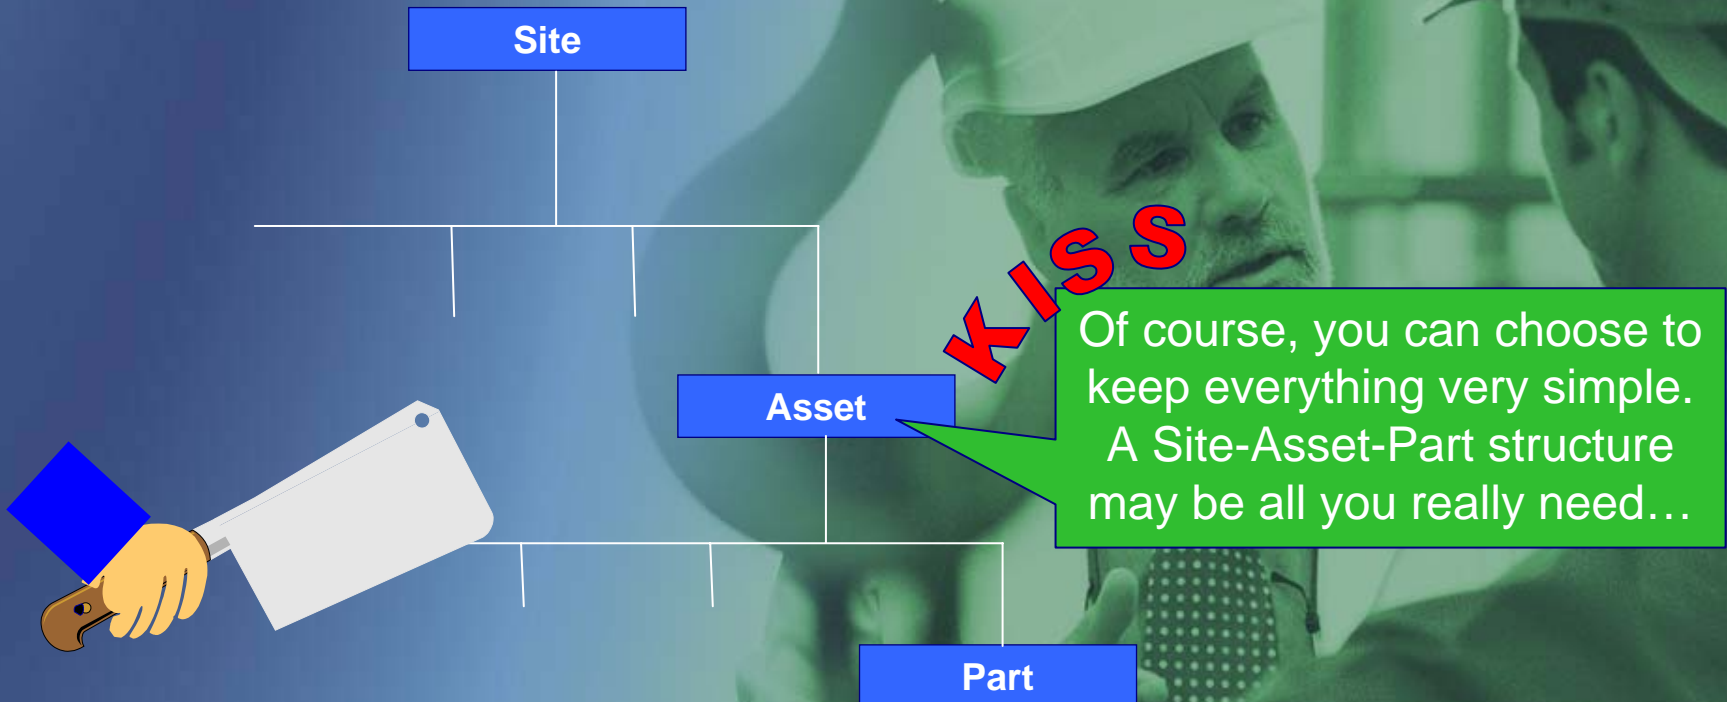 Site
KISS
Of course, you can choose to
keep everything very simple.
A Site-Asset-Part structure
may be all you really need…
Asset
Part